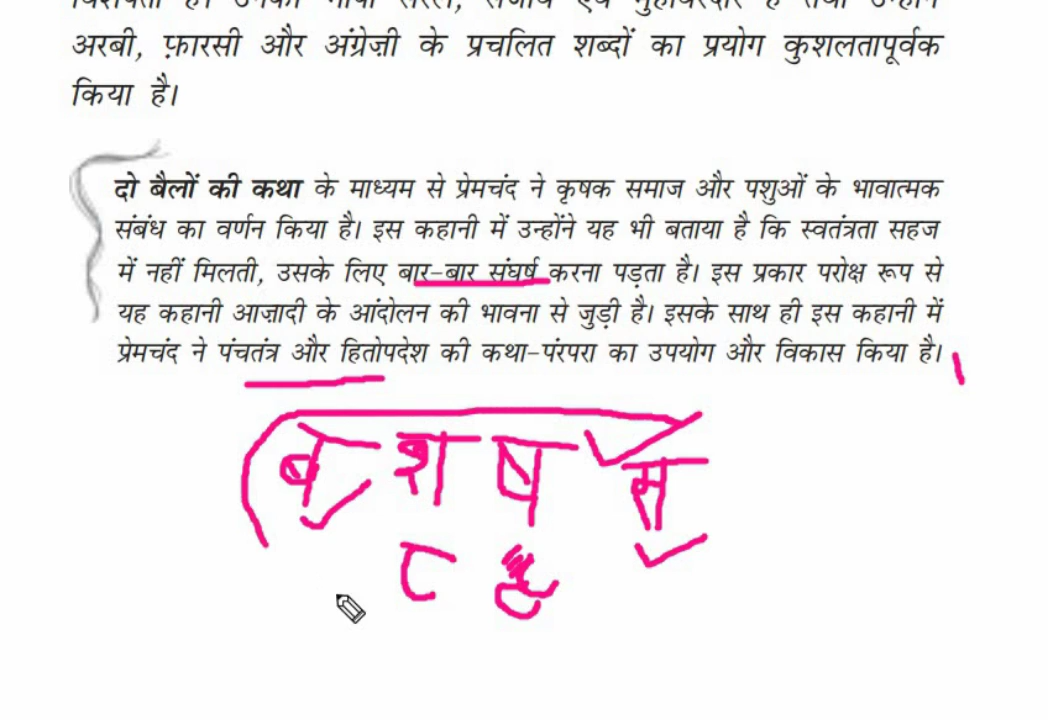 अरबी, फ़ारसी और अंग्रेज़ी के प्रचलित शब्दों का प्रयोग कुशलतापूर्वक
किया है।
दो बैलों की कथा के माध्यम से प्रेमचंद ने कृषक समाज और पशुओं के भावात्मक
संबंध का वर्णन किया है। इस कहानी में उन्होंने यह भी बताया है कि स्वतंत्रता सहज
में नहीं मिलती, उसके लिए बार-बार संघर्ष करना पड़ता है। इस प्रकार परोक्ष रूप से
यह कहानी आज़ादी के आंदोलन की भावना से जुड़ी है। इसके साथ ही इस कहानी में
प्रेमचंद ने पंचतंत्र और हितोपदेश की कथा-पंरपरा का उपयोग और विकास किया है।
ब श ष म